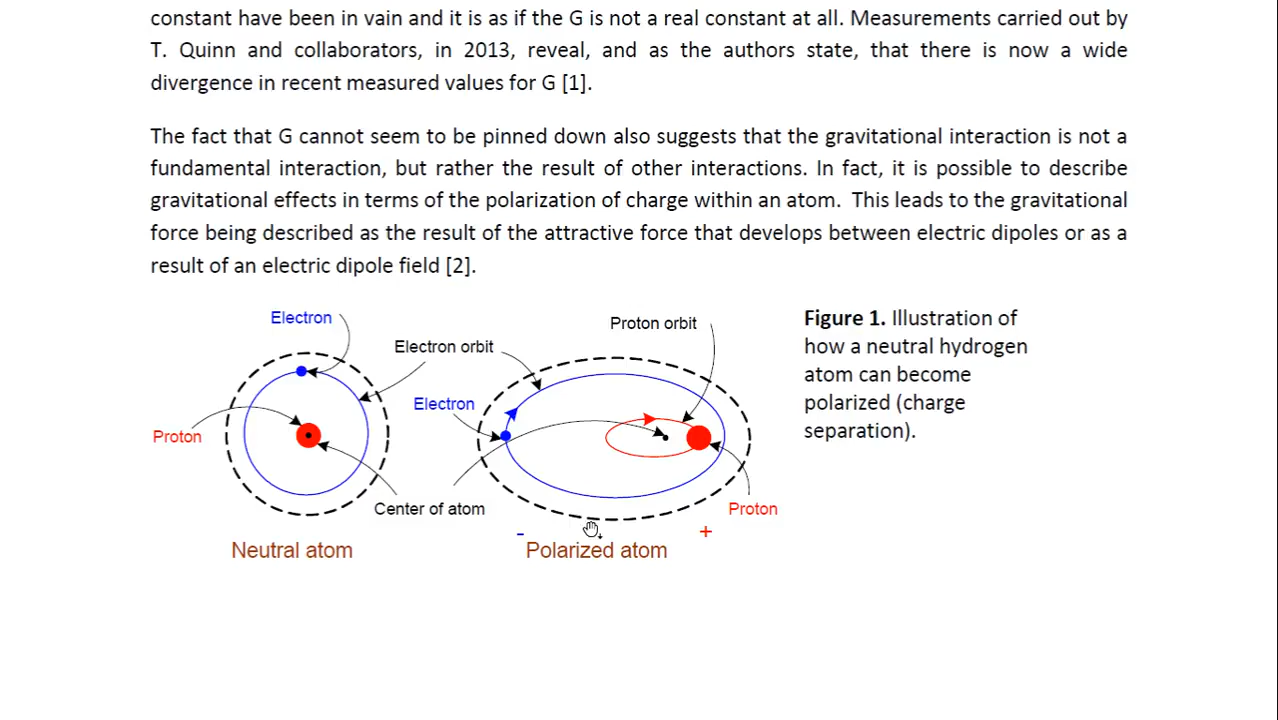 constant have been in vain and it is as if the G is not a real constant at all. Measurements carried out by
T. Quinn and collaborators, in 2013, reveal, and as the authors state, that there is now a wide
divergence in recent measured values for G [1].
The fact that G cannot seem to be pinned down also suggests that the gravitational interaction is not a
fundamental interaction, but rather the result of other interactions. In fact, it is possible to describe
gravitational effects in terms of the polarization of charge within an atom. This leads to the gravitational
force being described as the result of the attractive force that develops between electric dipoles or as a
result of an electric dipole field [2].
Electron
Electron orbit
Proton
Center of atom
Neutral atom
Proton orbit
Electron
Proton
-
+
Polarized atom
Figure 1. Illustration of
how a neutral hydrogen
atom can become
polarized (charge
separation).